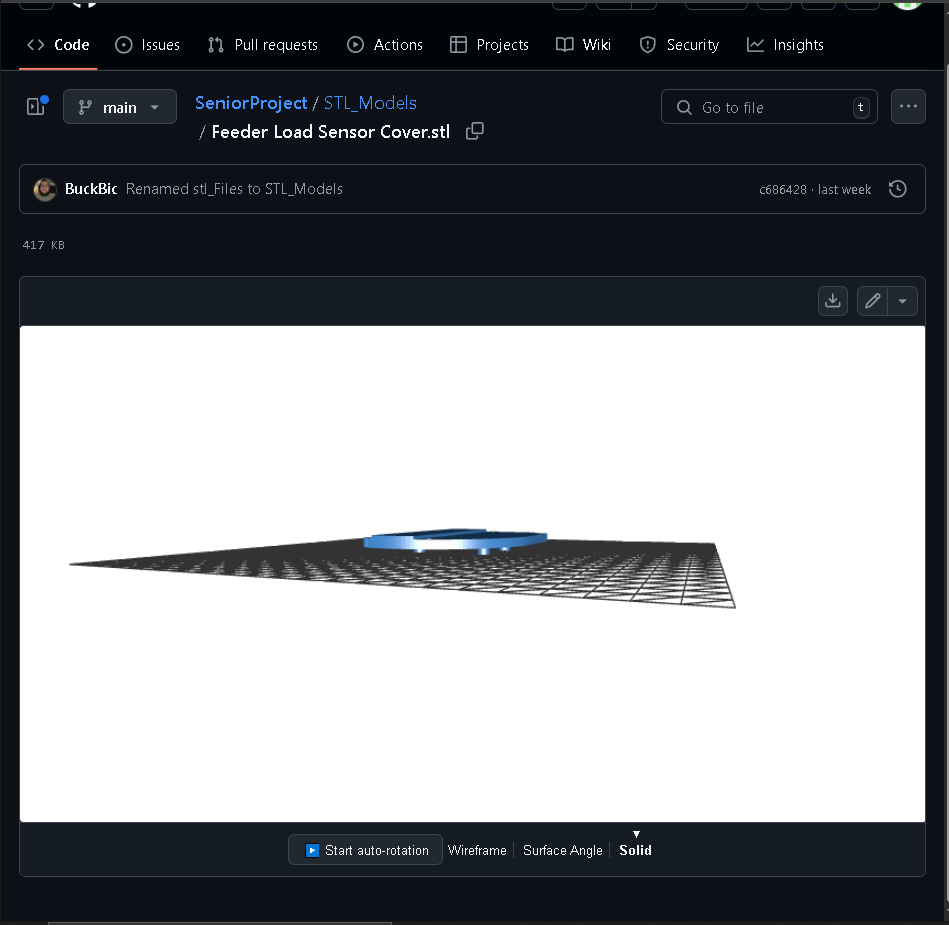 Code Issues Pull requests Actions Projects Wiki Security Insights
main SeniorProject / STL_Models Go to file t
/ Feeder Load Sensor Cover.stl
BuckBic Renamed stl_Files to STL_Models c686428 · last week
417 KB
Start auto-rotation Wireframe Surface Angle Solid